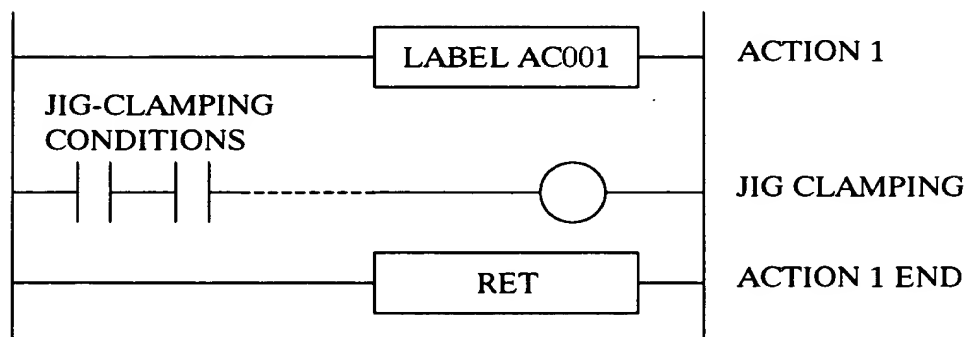 LABEL AC001
ACTION 1
JIG-CLAMPING
CONDITIONS
JIG CLAMPING
RET
ACTION 1 END